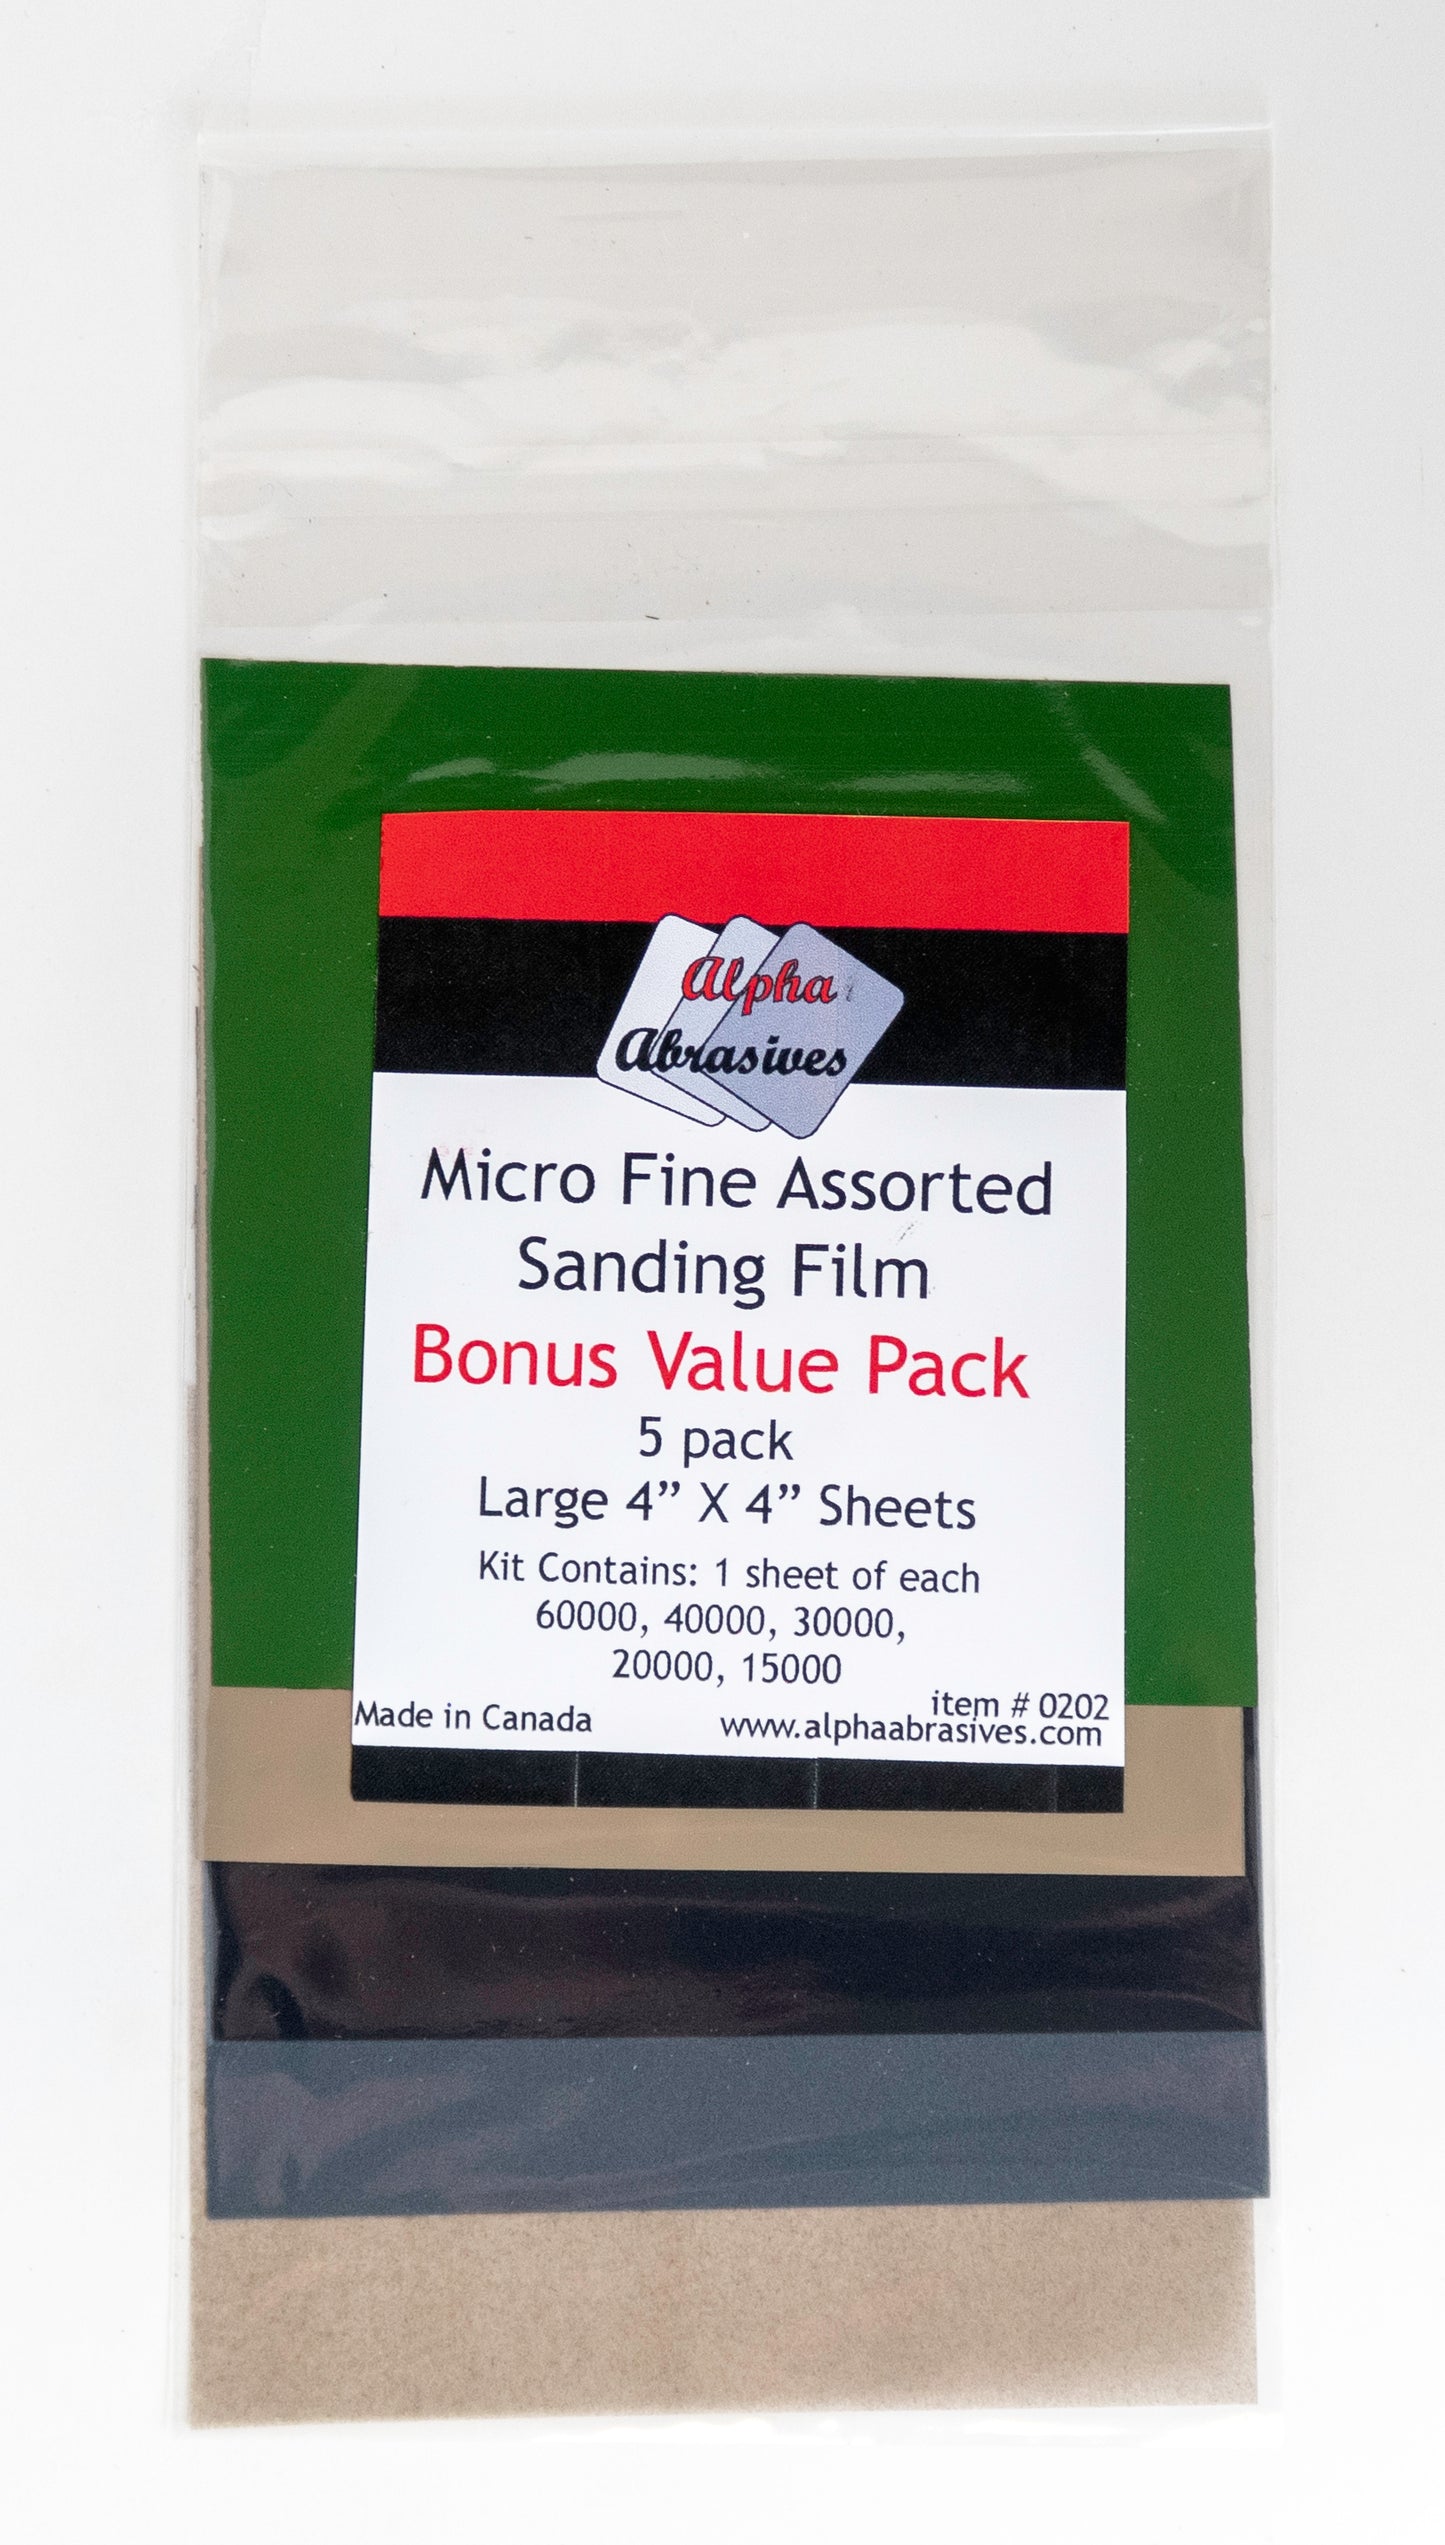 Alpha
Abrasives
Micro Fine Assorted
Sanding Film
Bonus Value Pack
5 pack
Large 4” X 4” Sheets
Kit Contains: 1 sheet of each
60000, 40000, 30000,
20000, 15000
item # 0202
Made in Canada
www.alphaabrasives.com